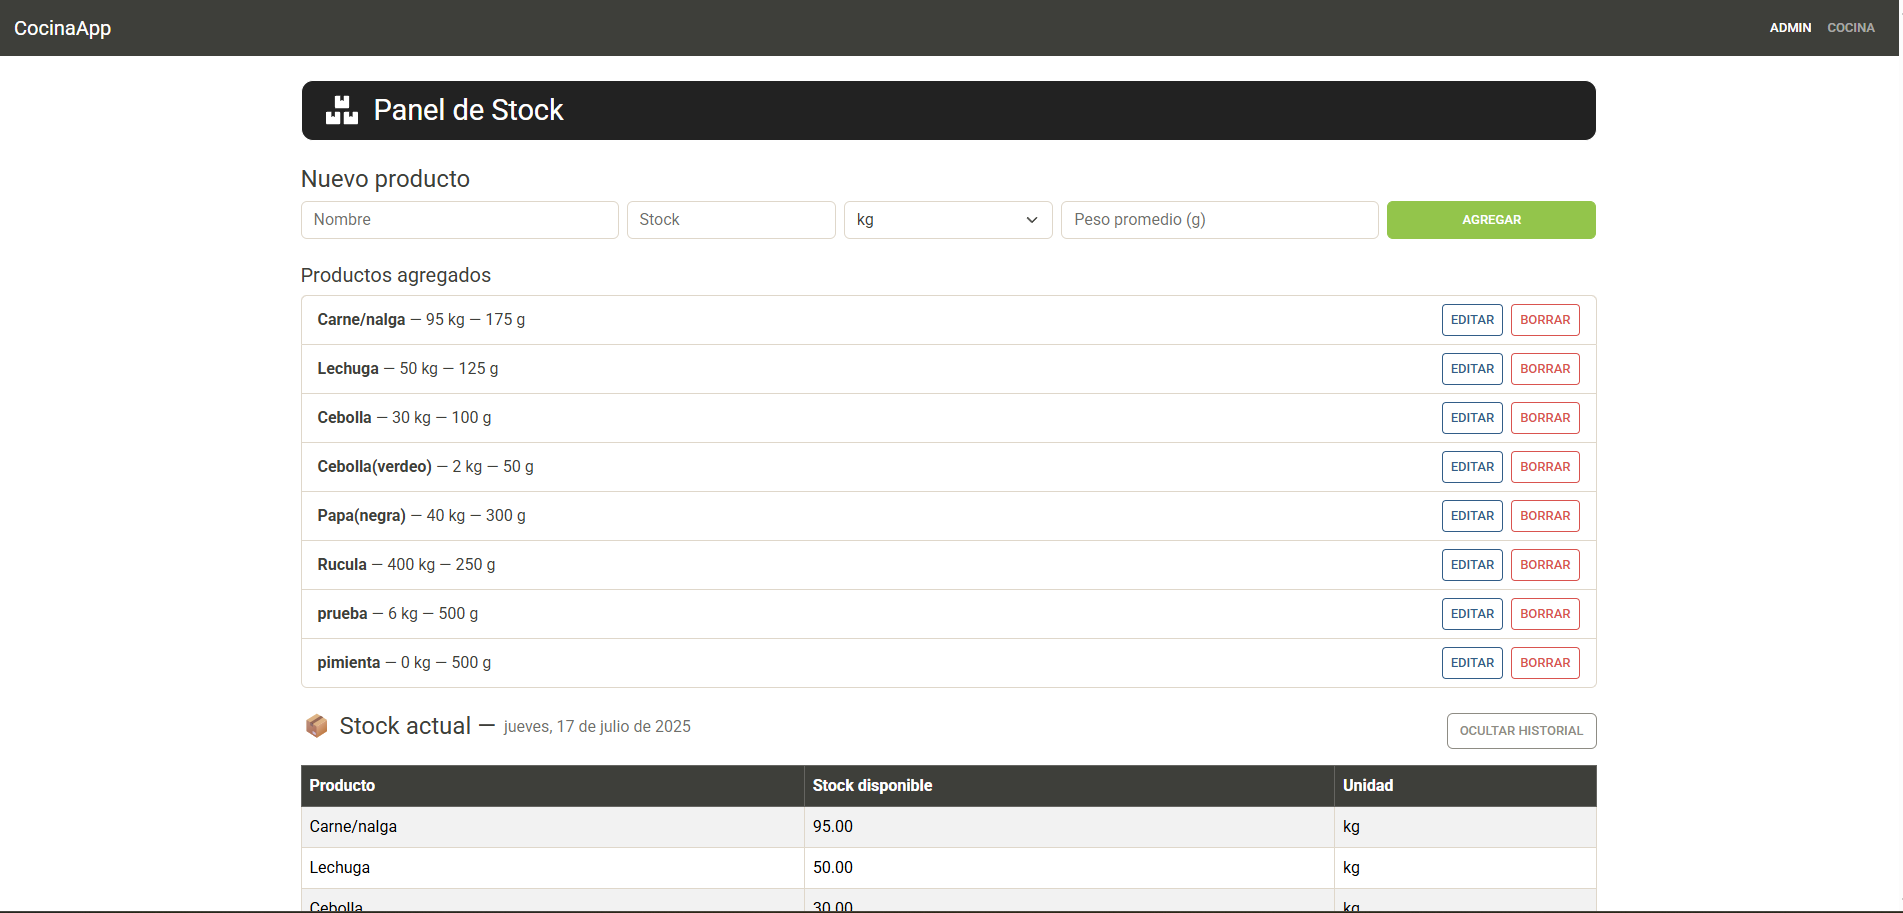 CocinaApp
ADMIN COCINA
Panel de Stock
Nuevo producto
Nombre Stock kg Peso promedio (g) AGREGAR
Productos agregados
Carne/nalga — 95 kg — 175 g EDITAR BORRAR
Lechuga — 50 kg — 125 g EDITAR BORRAR
Cebolla — 30 kg — 100 g EDITAR BORRAR
Cebolla(verdeo) — 2 kg — 50 g EDITAR BORRAR
Papa(negra) — 40 kg — 300 g EDITAR BORRAR
Rucula — 400 kg — 250 g EDITAR BORRAR
prueba — 6 kg — 500 g EDITAR BORRAR
pimienta — 0 kg — 500 g EDITAR BORRAR
Stock actual — jueves, 17 de julio de 2025 OCULTAR HISTORIAL
Producto Stock disponible Unidad
Carne/nalga 95.00 kg
Lechuga 50.00 kg
Cebolla 30.00 kg